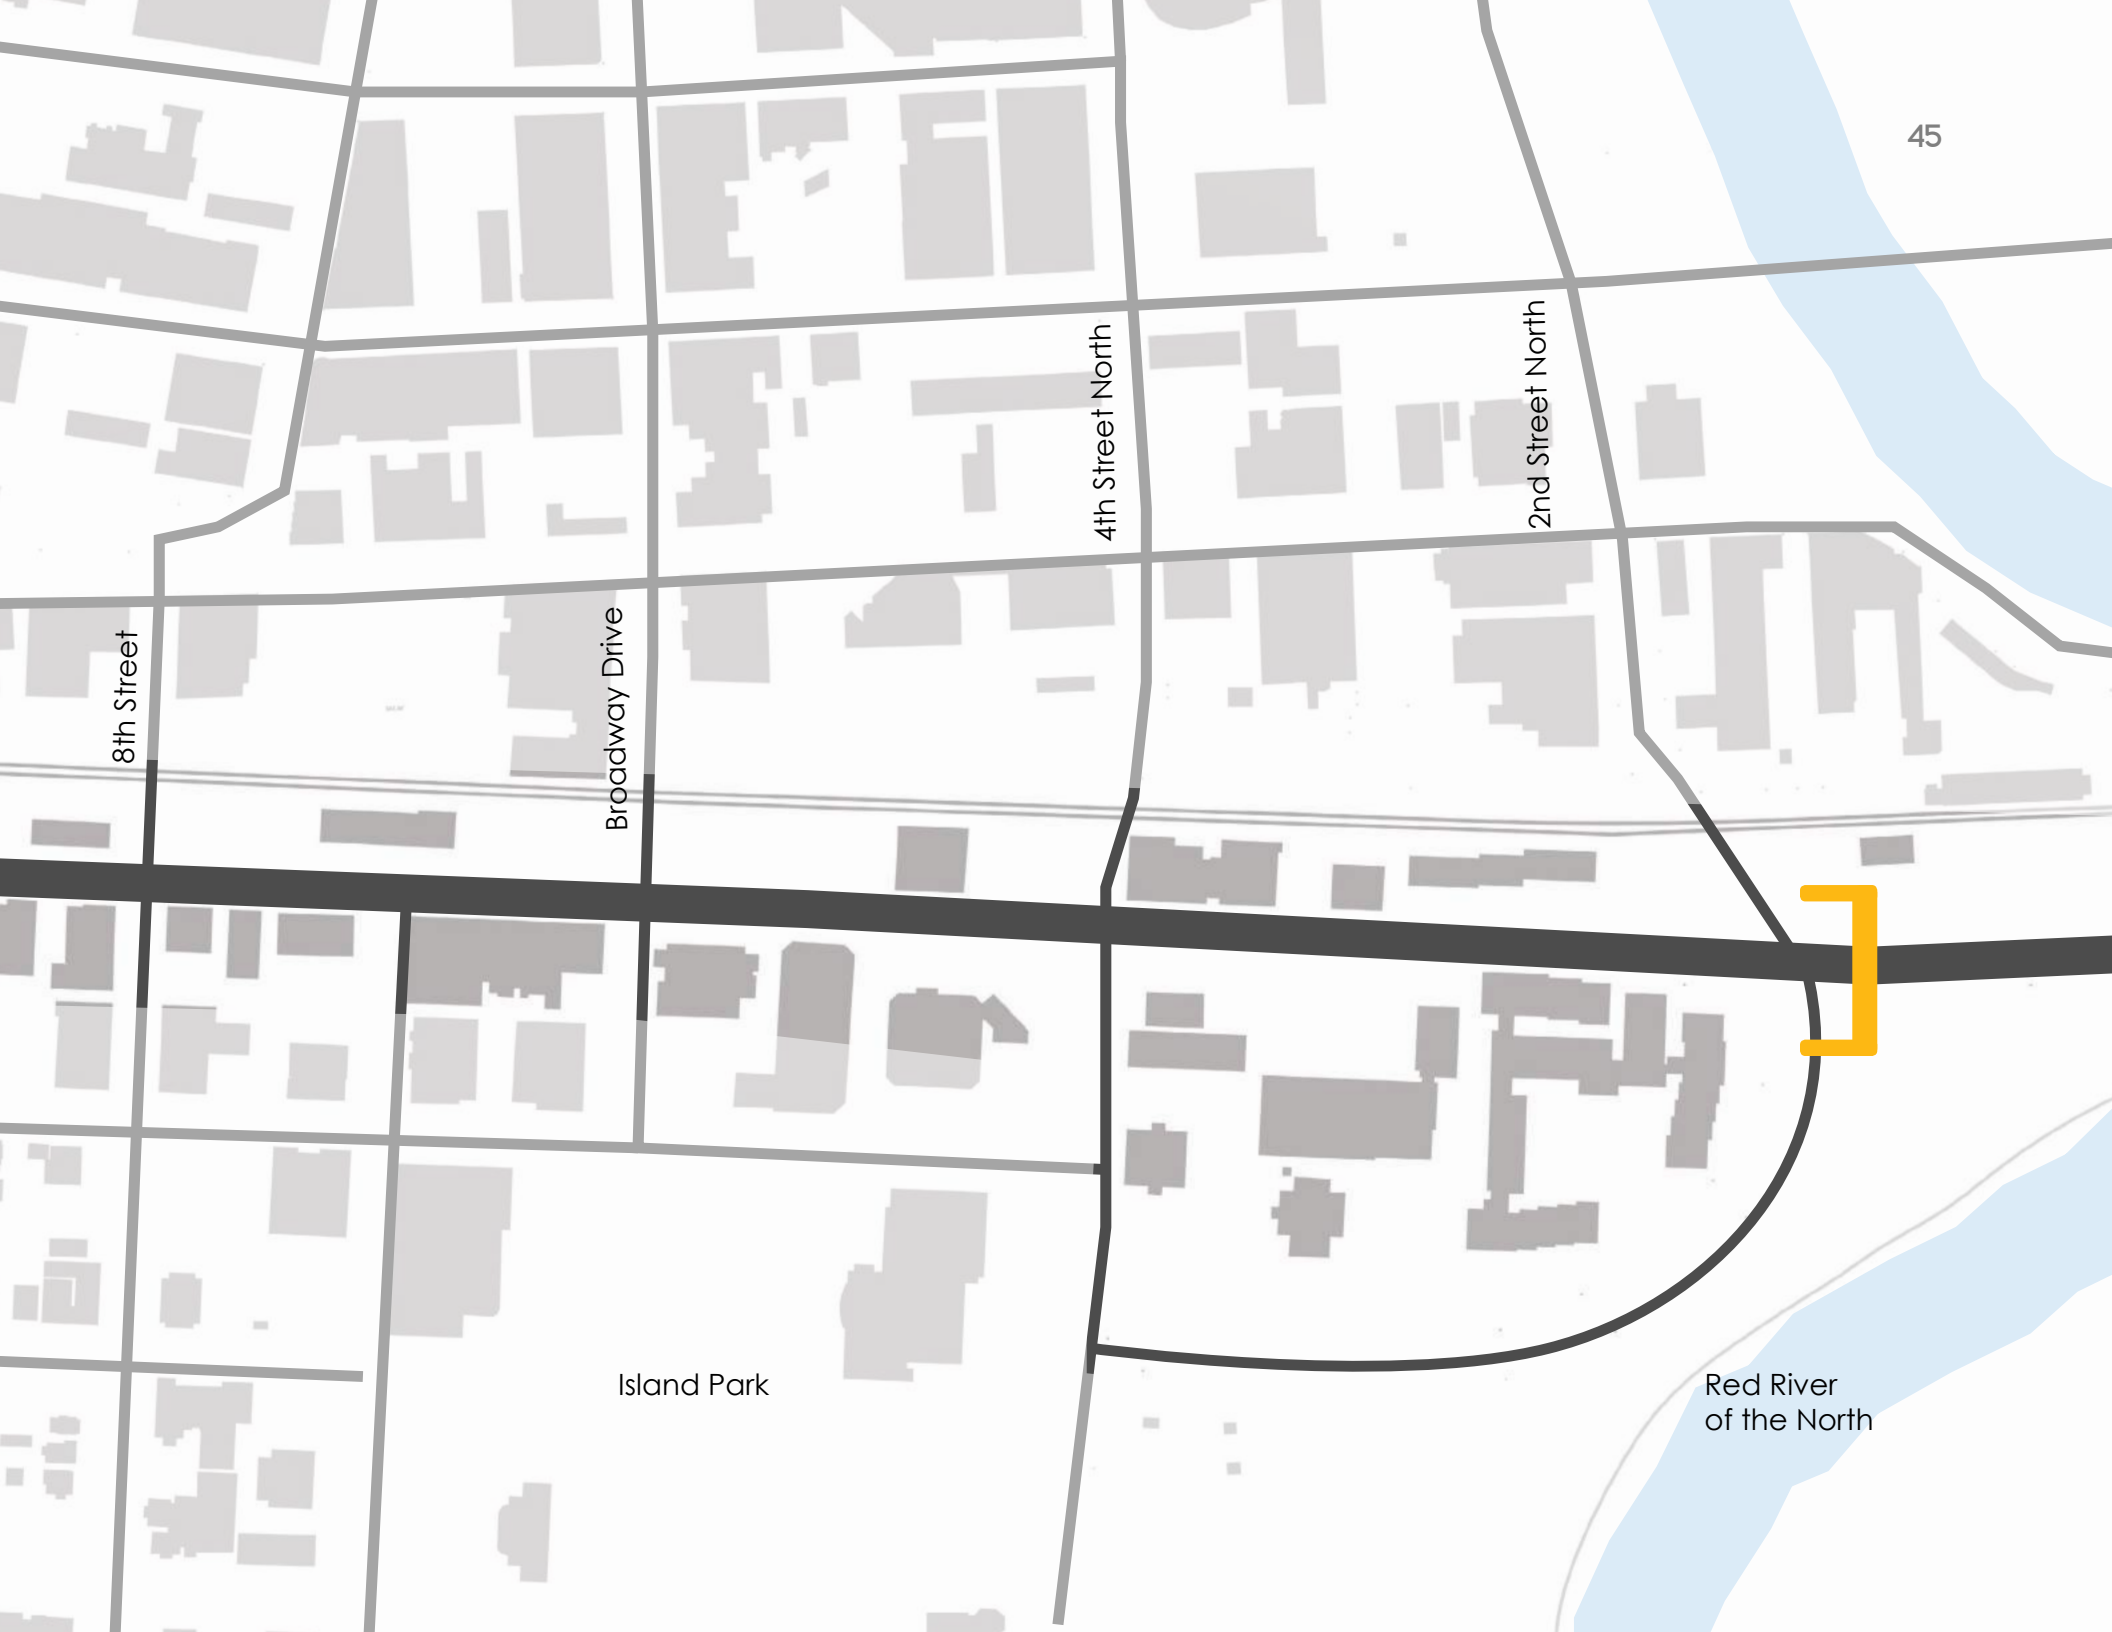 45
4th Street North
2nd Street North
8th Street
Broadway Drive
Island Park
Red River
of the North